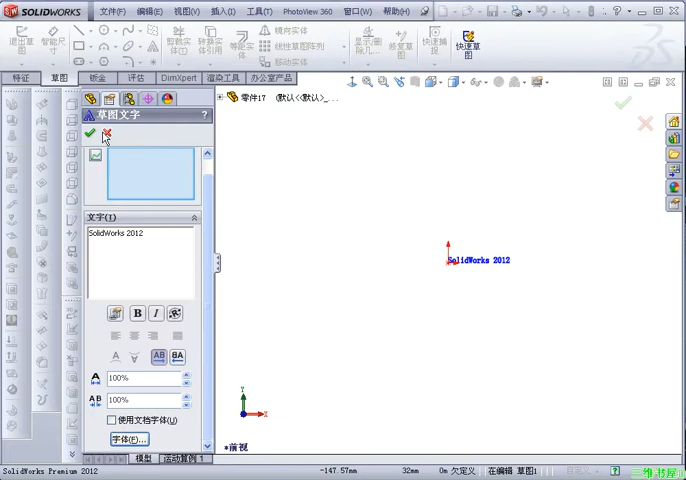 SOLIDWORKS 文件(F) 编辑(E) 视图(V) 插入(I) 工具(T) PhotoView 360 窗口(W) 帮助(H)
退出草图 智能尺寸 剪裁实体 转换实体引用 等距实体 镜向实体 线性草图阵列 移动实体 显示/删除几... 修复草图 快速捕捉 快速草图
特征 草图 钣金 评估 DimXpert 渲染工具 办公室产品
零件17 (默认<<默认>_...
草图文字 ?
文字(T)
SolidWorks 2012
SolidWorks 2012
B I
AB
100%
AB 100%
使用文档字体(U)
字体(F)...
Y
X
*前视
模型 运动算例 1
SolidWorks Premium 2012 -147.57mm 32mm 0m 欠定义 在编辑 草图1 自定义
三维书屋